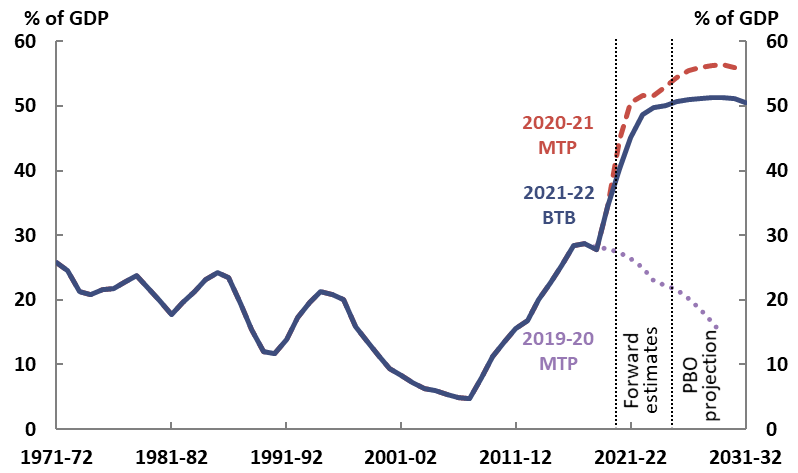 % of GDP
% of GDP
60
50
40
30
20
10
0
60
50
40
30
20
10
0
2020-21
MTP
2021-22
BTB
2019-20
MTP
Forward
estimates
PBO
projection
1971-72
1981-82
1991-92
2001-02
2011-12
2021-22
2031-32